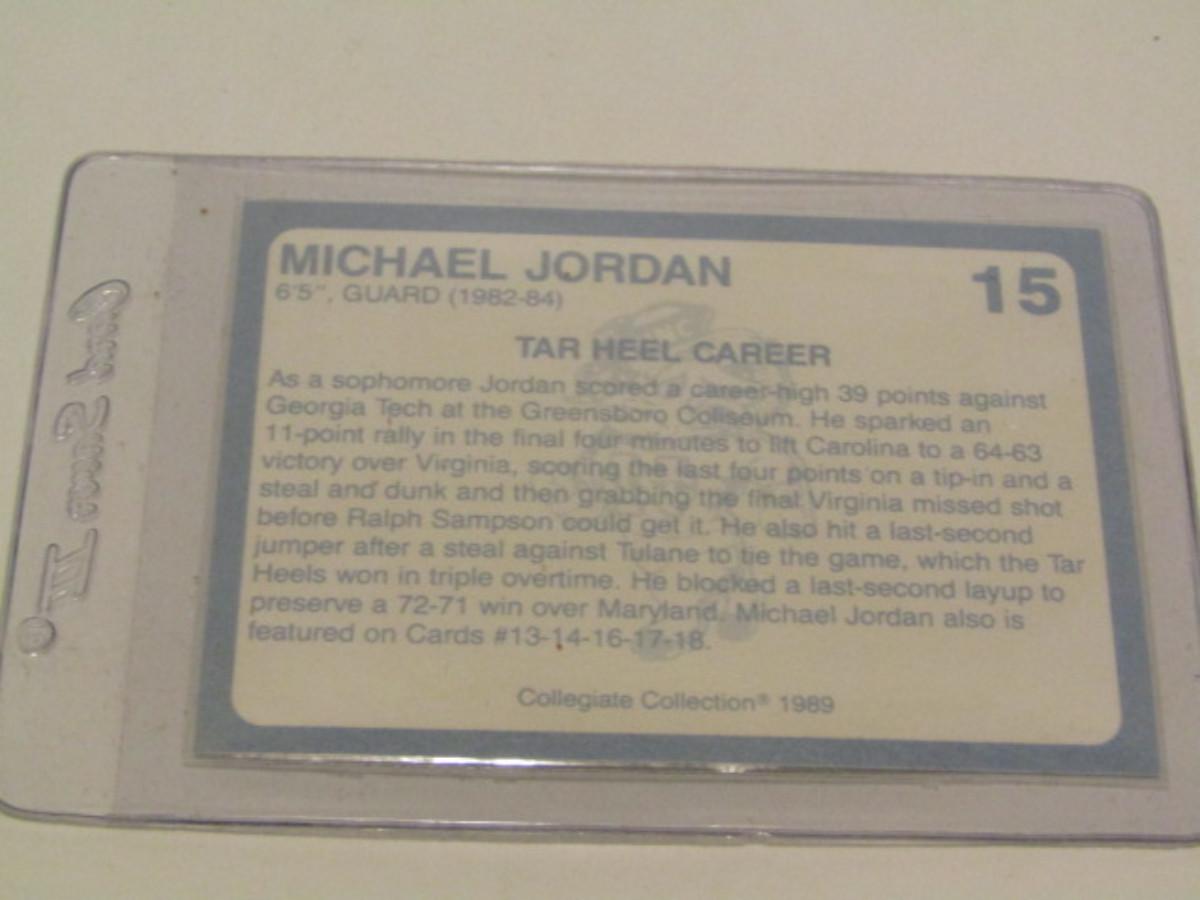 MICHAEL JORDAN
15
6'5", GUARD (1982-84)
TAR HEEL CAREER
As a sophomore Jordan scored a career-high 39 points against
Georgia Tech at the Greensboro Coliseum. He sparked an
11-point rally in the final four minutes to lift Carolina to a 64-63
victory over Virginia, scoring the last four points on a tip-in and a
steal and dunk and then grabbing the final Virginia missed shot
before Ralph Sampson could get it. He also hit a last-second
jumper after a steal against Tulane to tie the game, which the Tar
Heels won in triple overtime. He blocked a last-second layup to
preserve a 72-71 win over Maryland. Michael Jordan also is
featured on Cards #13-14-16-17-18.
Collegiate Collection® 1989
Card Saver III®